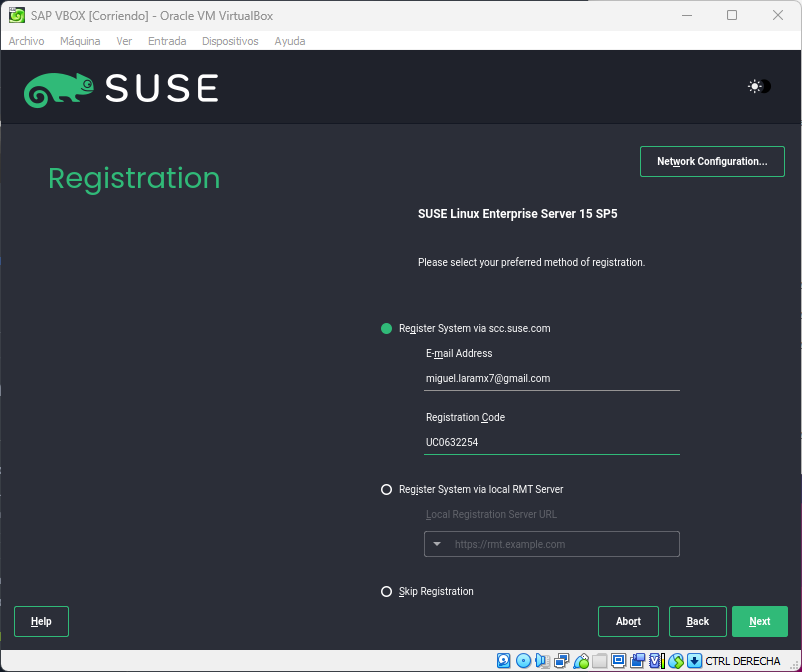 SAP VBOX [Corriendo] - Oracle VM VirtualBox
Archivo Máquina Ver Entrada Dispositivos Ayuda
SUSE
Registration
Network Configuration...
SUSE Linux Enterprise Server 15 SP5
Please select your preferred method of registration.
Register System via scc.suse.com
E-mail Address
miguel.laramx7@gmail.com
Registration Code
UC0632254
Register System via local RMT Server
Local Registration Server URL
https://rmt.example.com
Skip Registration
Help Abort Back Next
CTRL DERECHA